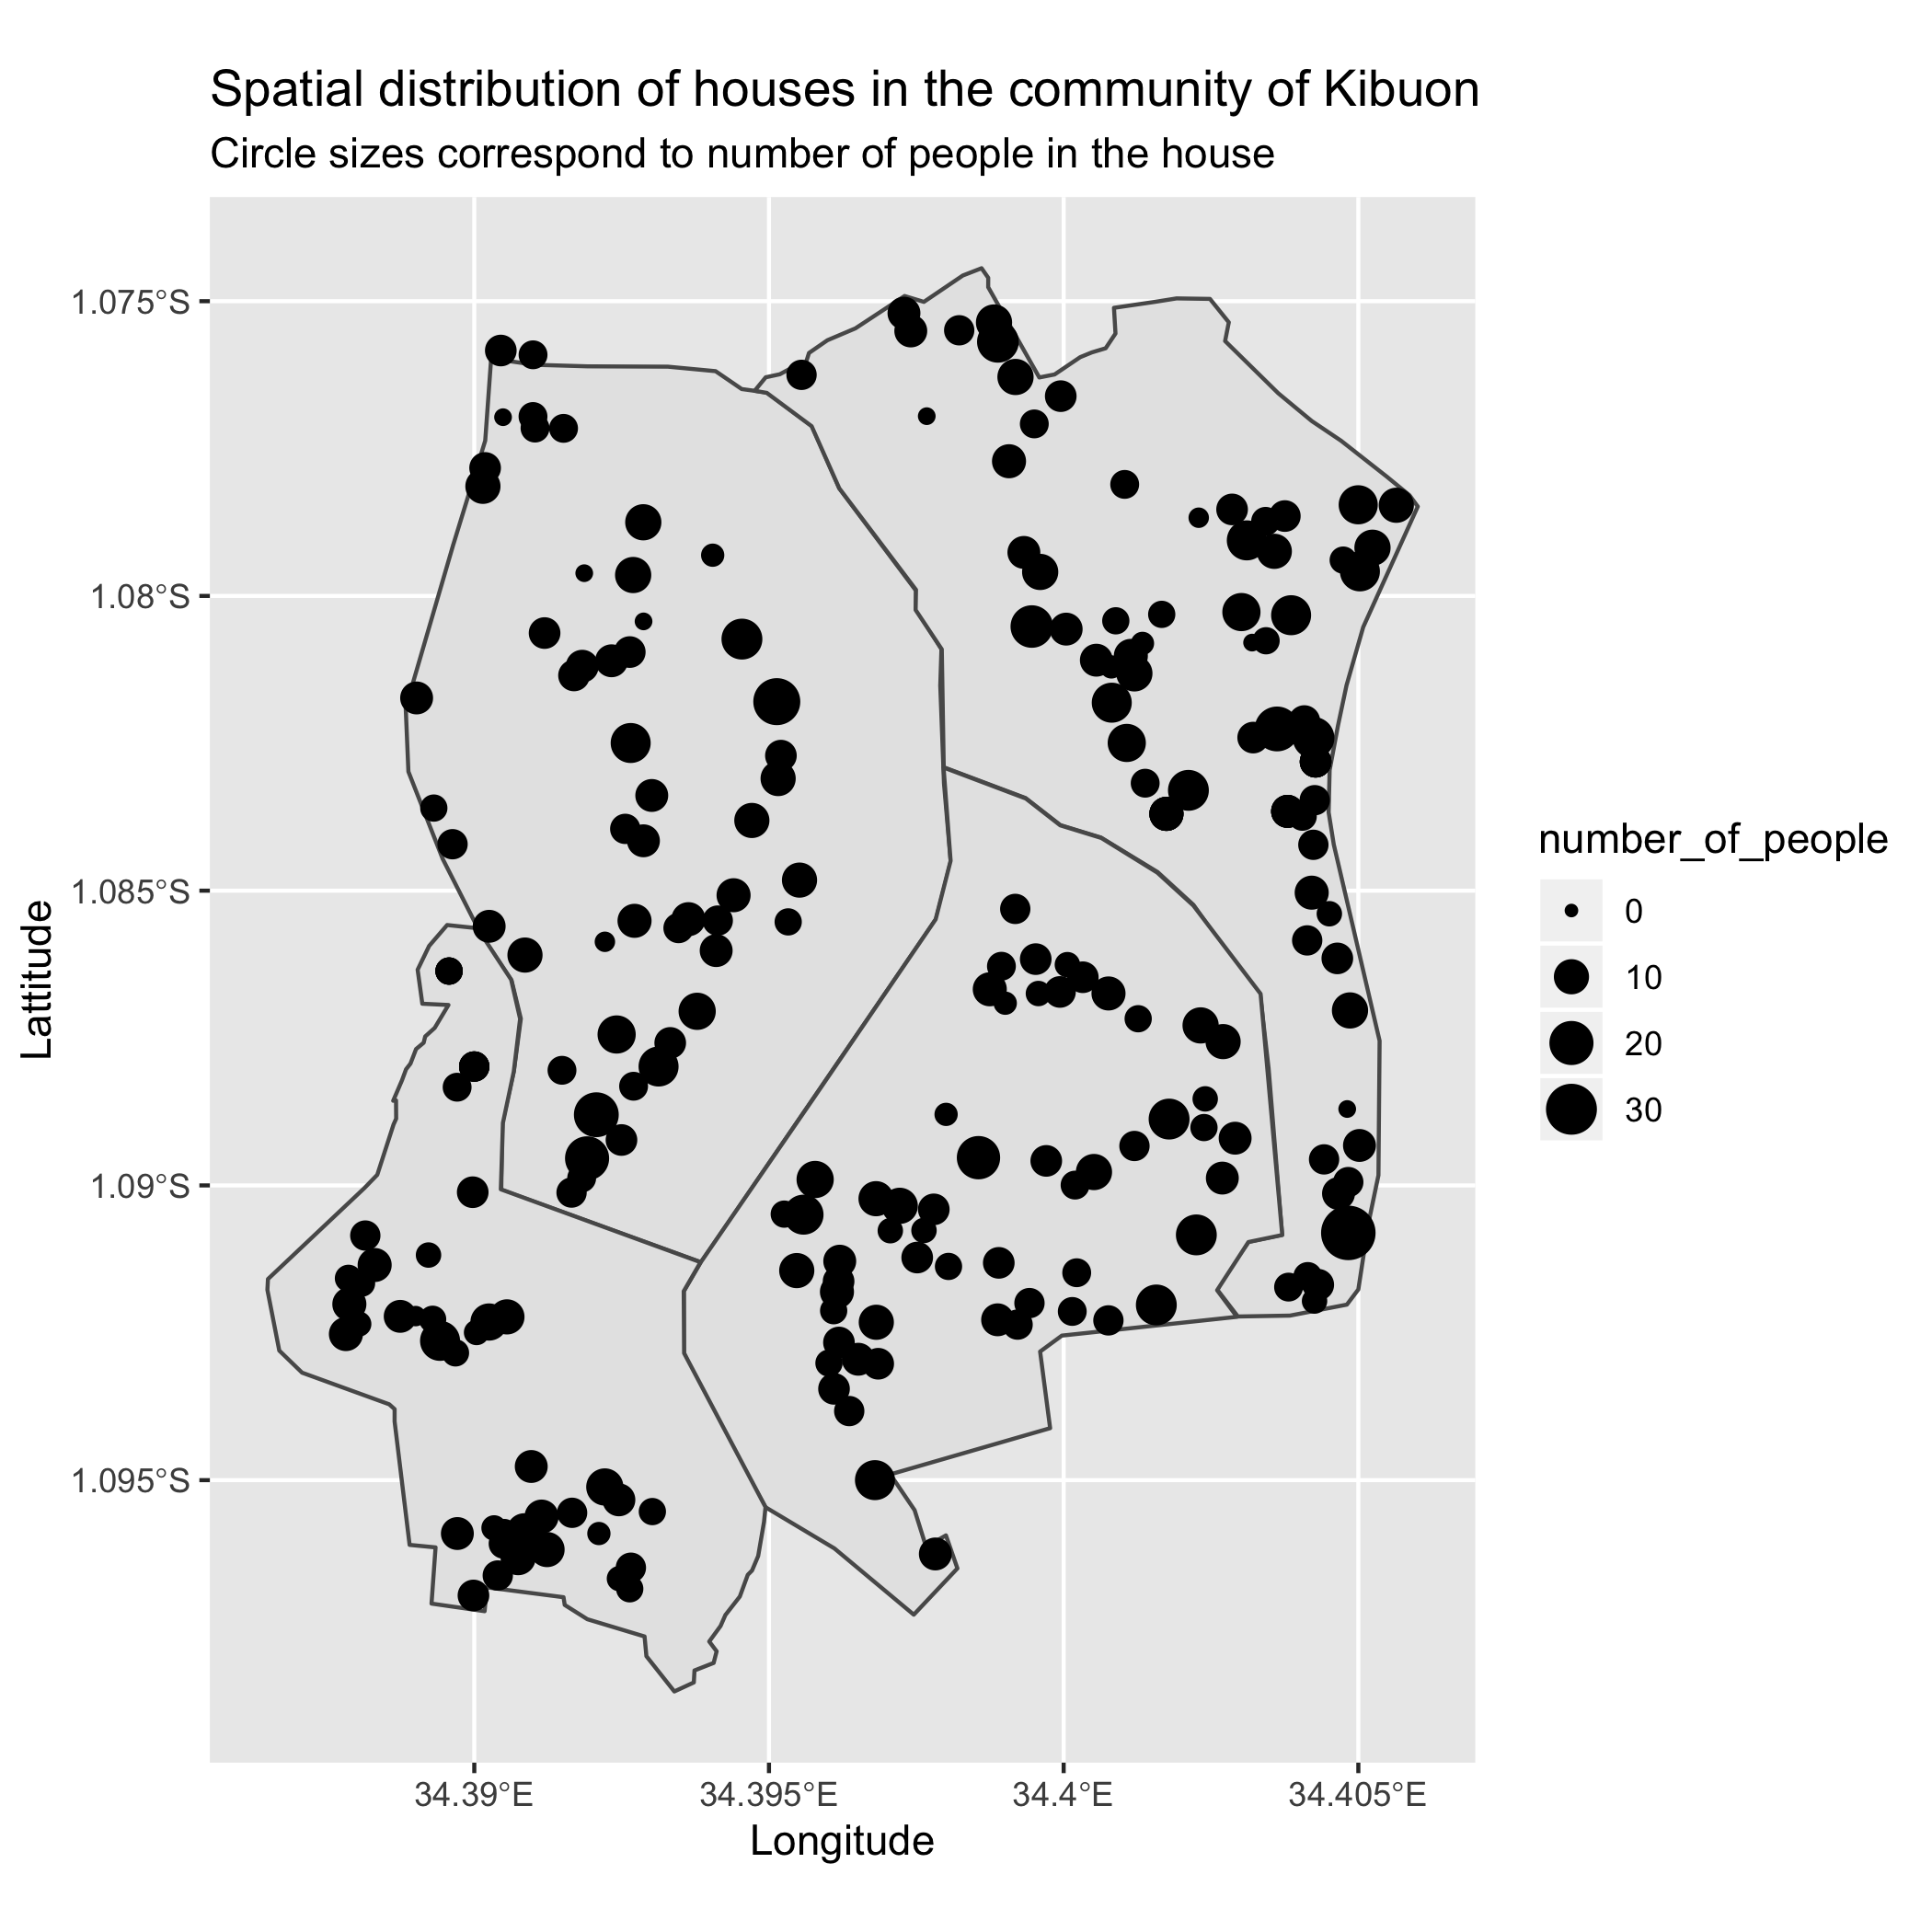 Spatial distribution of houses in the community of Kibuon
Circle sizes correspond to number of people in the house
1.075°S
1.08°S
1.085°S
1.09°S
1.095°S
Lattitude
34.39°E
34.395°E
34.4°E
34.405°E
Longitude
number_of_people
0
10
20
30